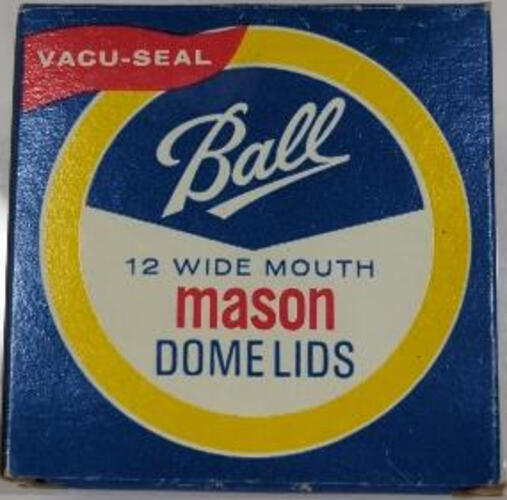 VACU-SEAL
Ball
12 WIDE MOUTH
mason
DOME LIDS